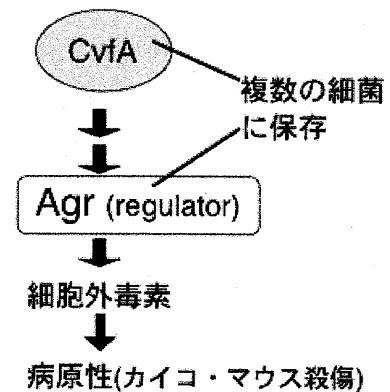 CvfA
複数の細菌
に保存
Agr (regulator)
細胞外毒素
病原性(カイコ・マウス殺傷)